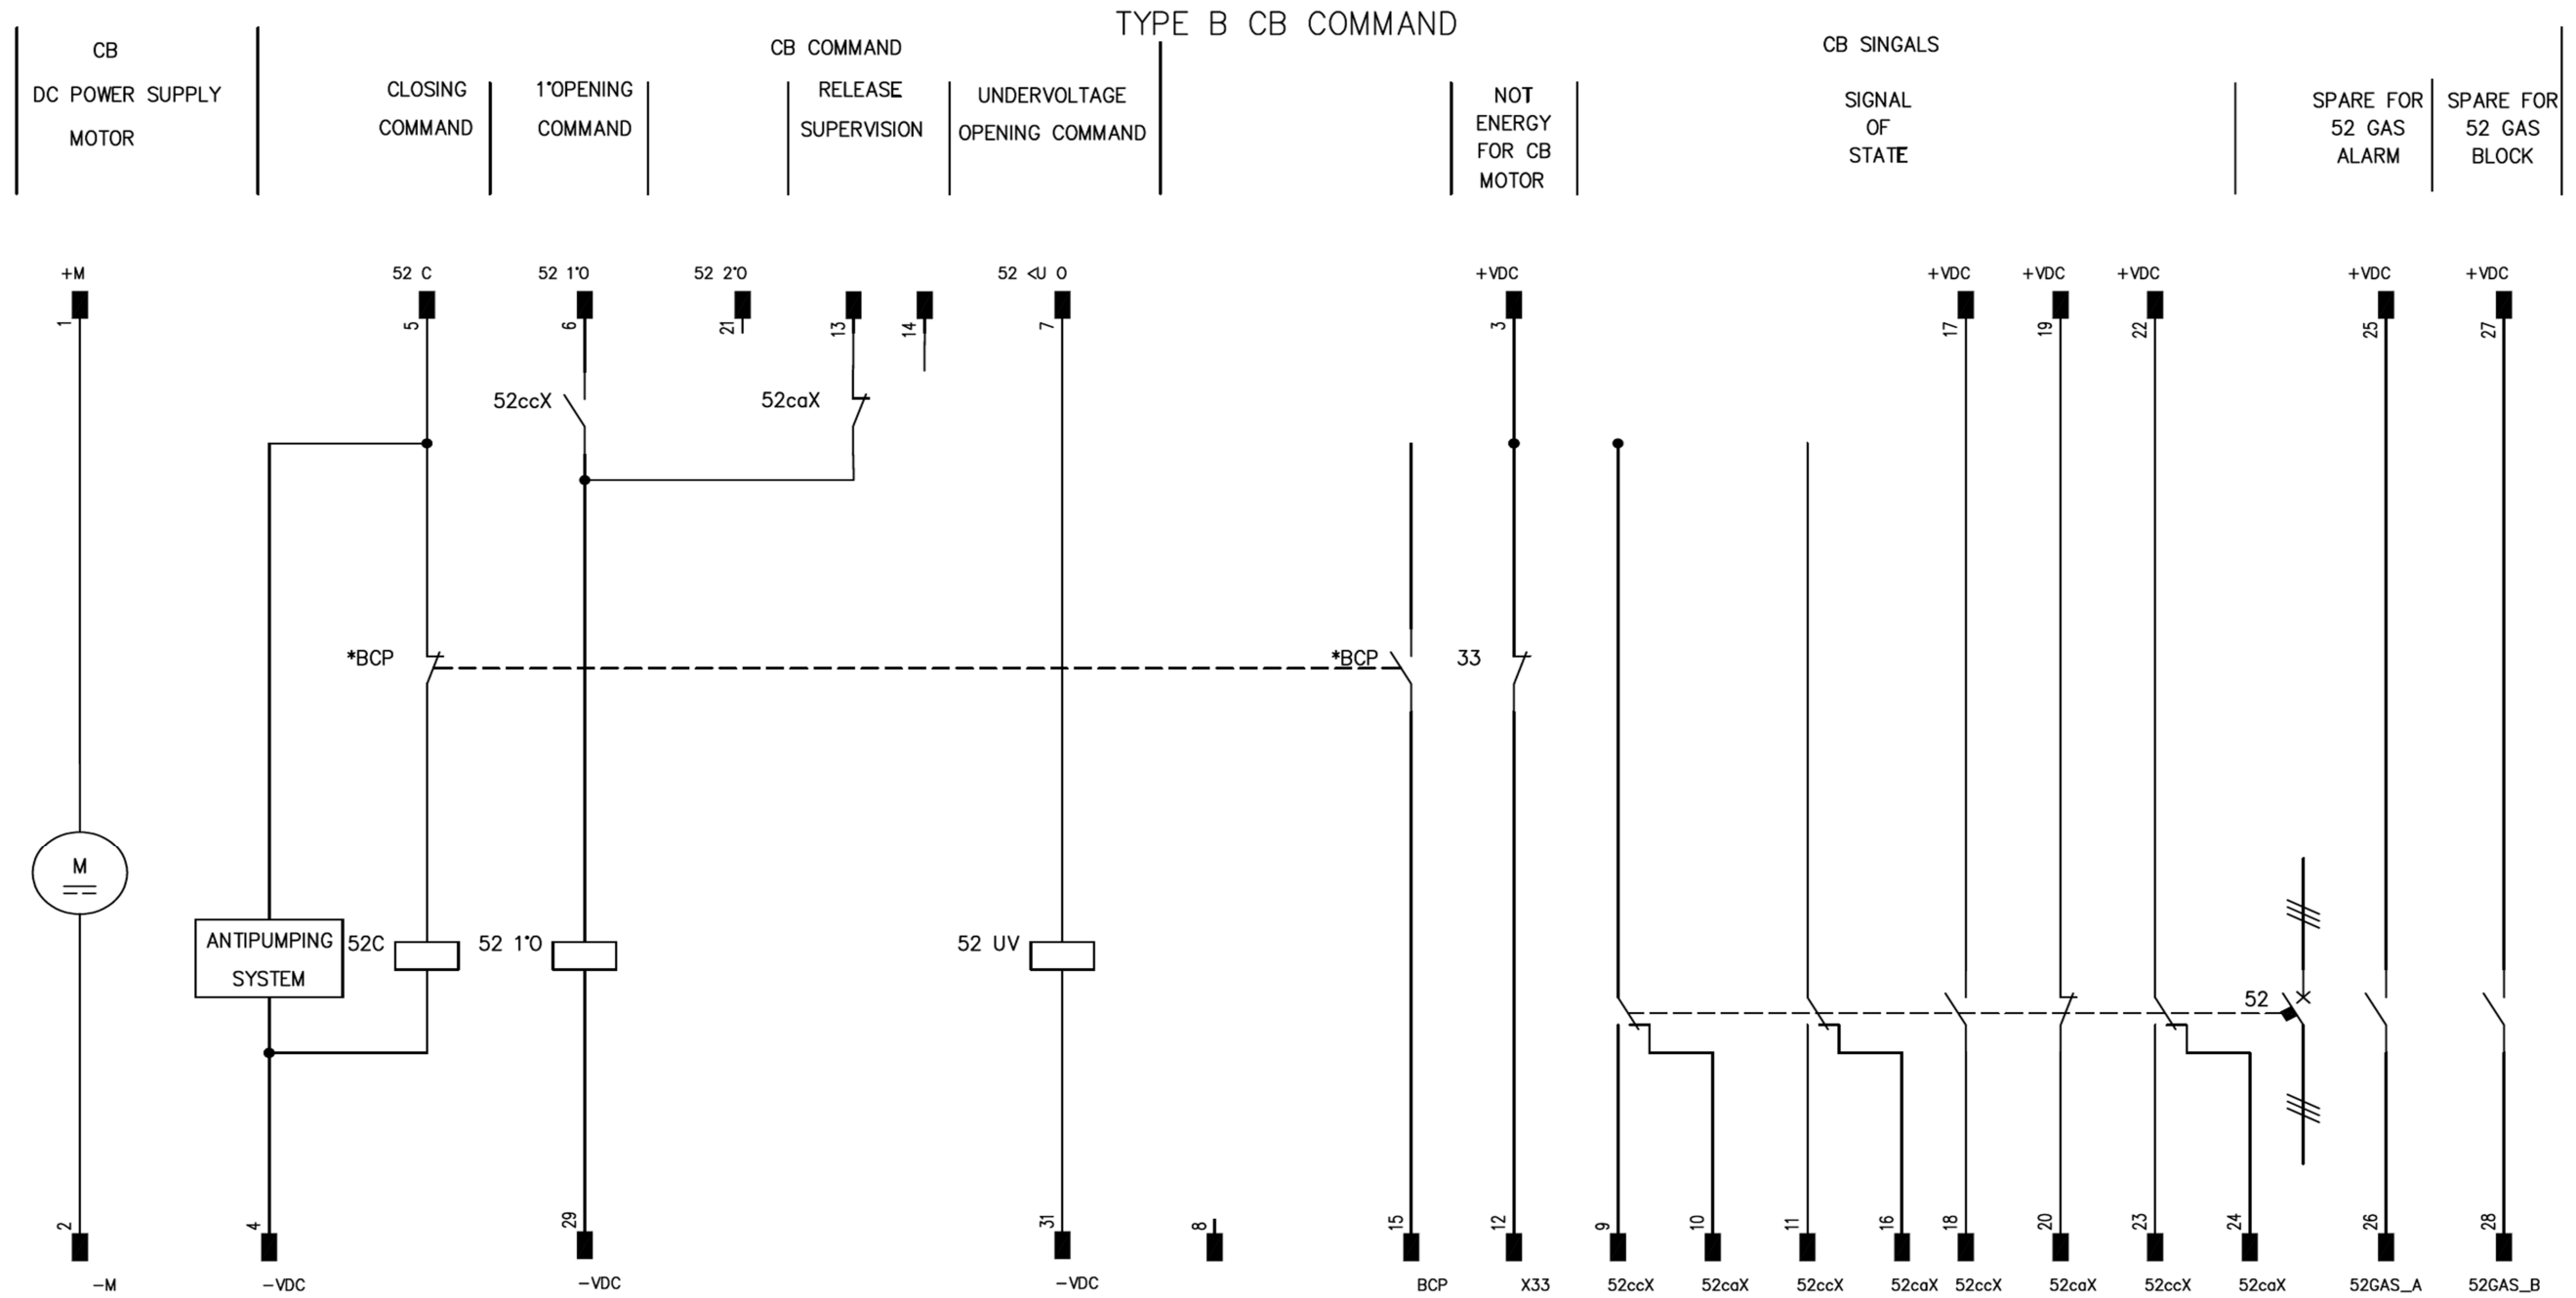 TYPE B CB COMMAND
CB
DC POWER SUPPLY
MOTOR
CB COMMAND
CLOSING
COMMAND
1°OPENING
COMMAND
RELEASE
SUPERVISION
UNDERVOLTAGE
OPENING COMMAND
CB SINGALS
NOT
ENERGY
FOR CB
MOTOR
SIGNAL
OF
STATE
SPARE FOR
52 GAS
ALARM
SPARE FOR
52 GAS
BLOCK
+M
52 C
52 1°O
52 2°O
52 <U O
+VDC
+VDC
+VDC
+VDC
+VDC
+VDC
1
5
6
21
13
14
7
3
17
19
22
25
27
52ccX
52caX
*BCP
*BCP
33
M
ANTIPUMPING
SYSTEM
52C
52 1°O
52 UV
52
2
4
29
31
8
15
12
9
10
11
16
18
20
23
24
26
28
-M
-VDC
-VDC
-VDC
BCP
X33
52ccX
52caX
52ccX
52caX
52ccX
52caX
52ccX
52caX
52GAS_A
52GAS_B